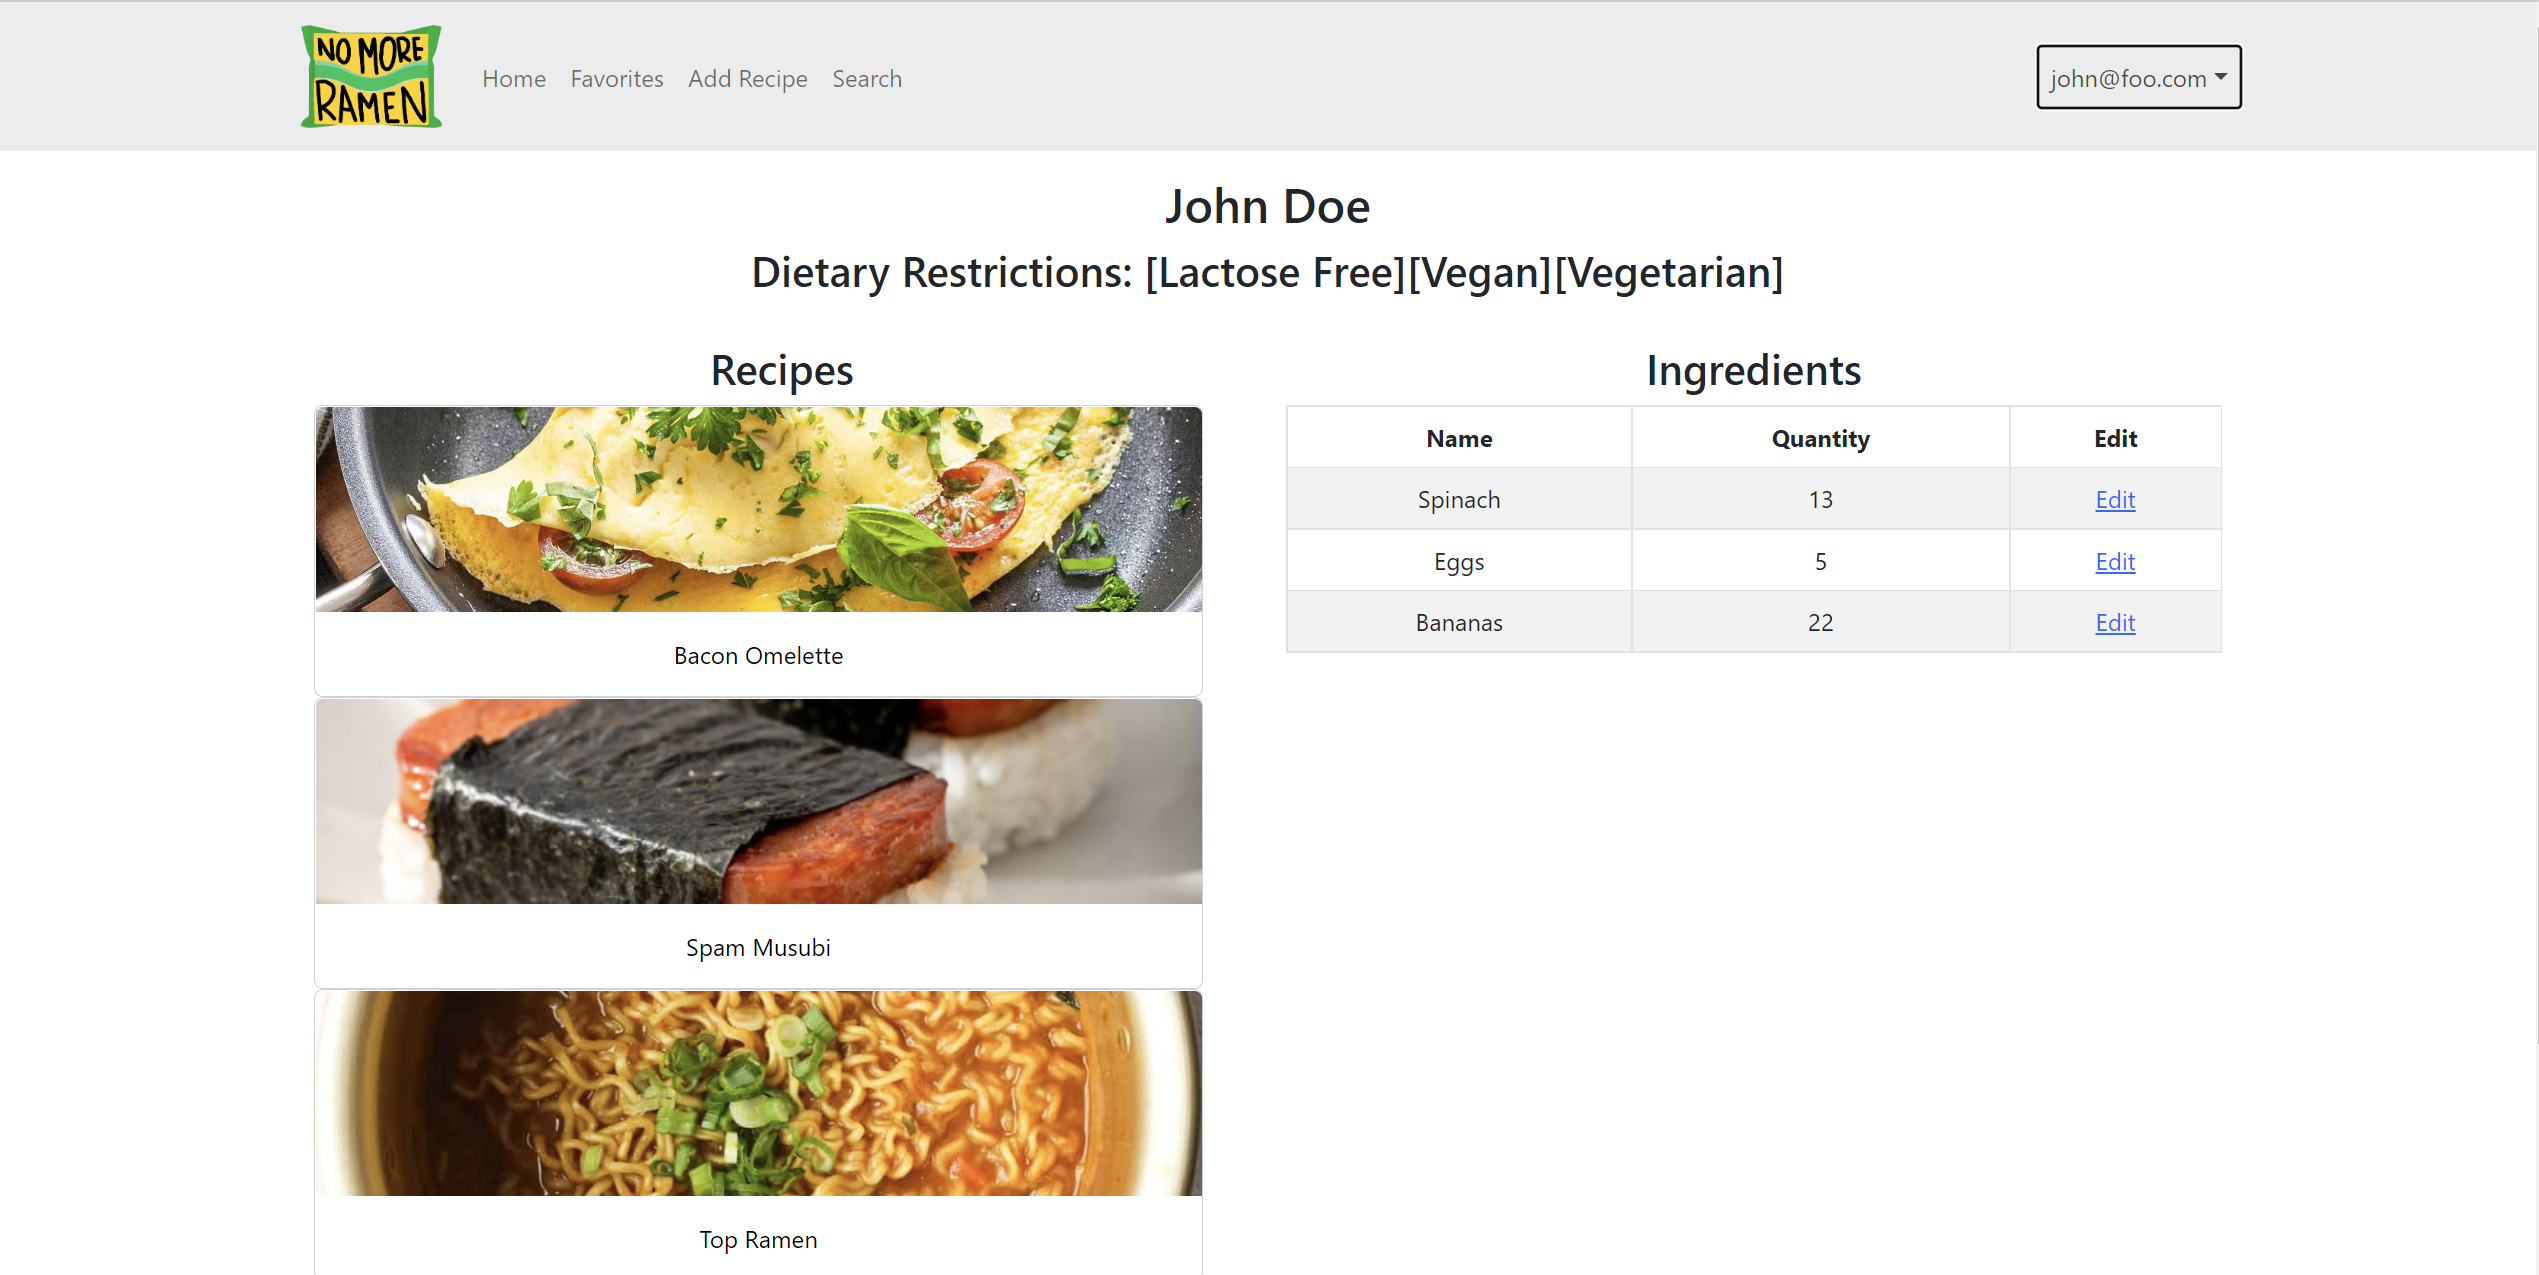 NO MORE
RAMEN
Home Favorites Add Recipe Search
john@foo.com
John Doe
Dietary Restrictions: [Lactose Free][Vegan][Vegetarian]
Recipes
Bacon Omelette
Spam Musubi
Top Ramen
Ingredients
Name Quantity Edit
Spinach 13 Edit
Eggs 5 Edit
Bananas 22 Edit